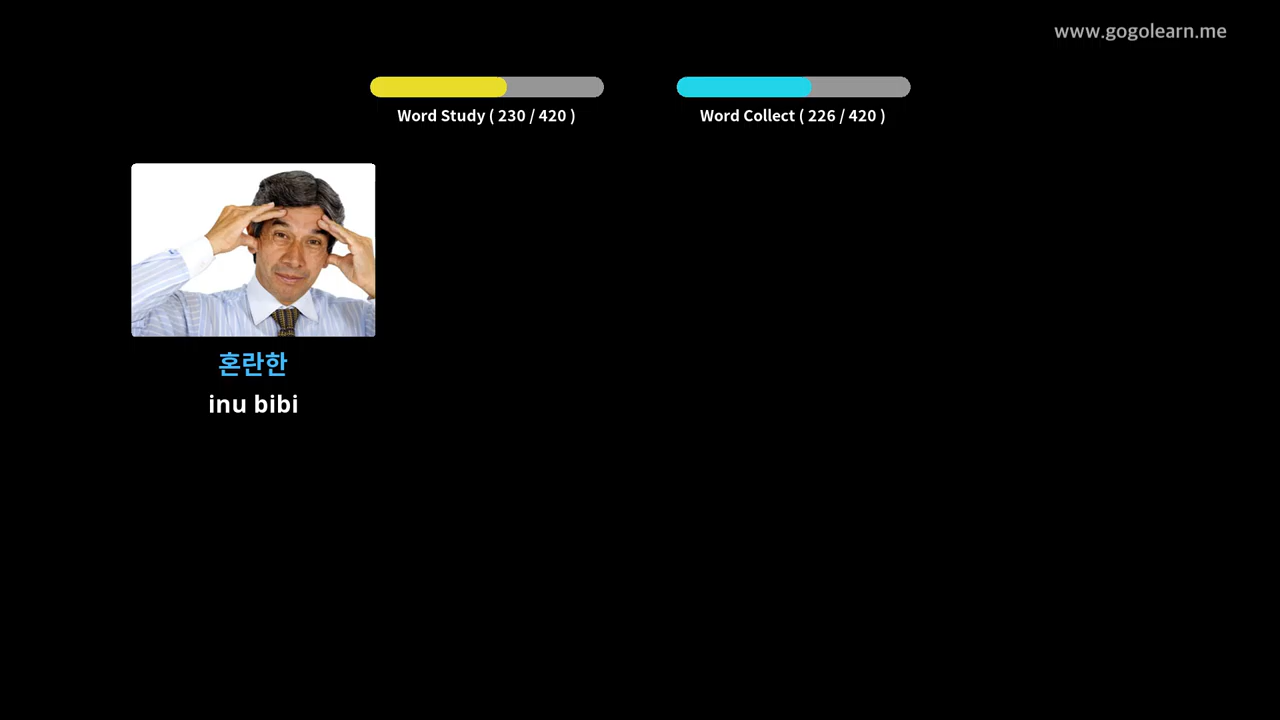 www.gogolearn.me
Word Study ( 230 / 420 )
Word Collect ( 226 / 420 )
혼란한
inu bibi